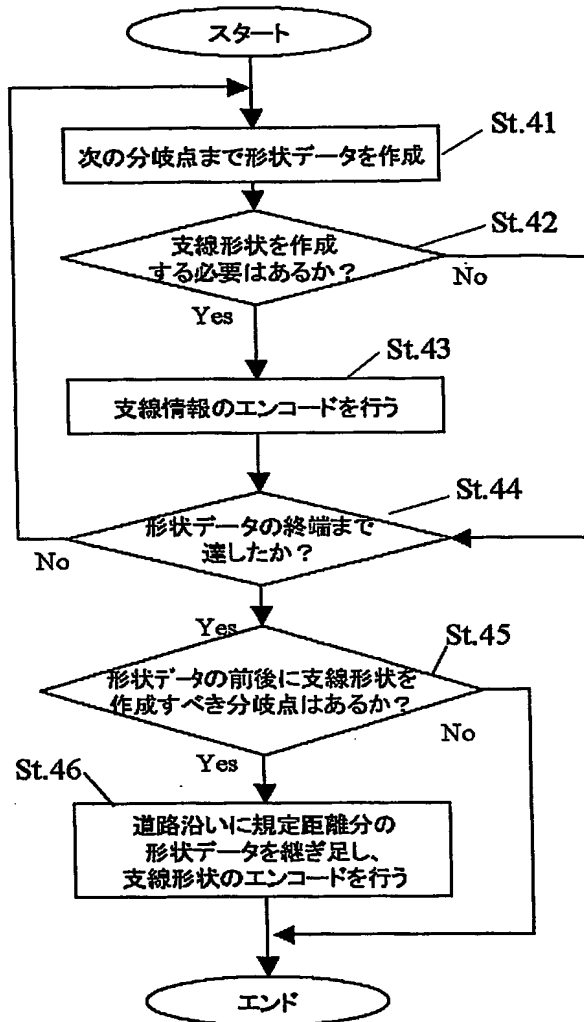 スタート
St.41
次の分岐点まで形状データを作成
St.42
支線形状を作成
する必要はあるか?
No
Yes
St.43
支線情報のエンコードを行う
St.44
形状データの終端まで
達したか?
No
Yes
St.45
形状データの前後に支線形状を
作成すべき分岐点はあるか?
No
Yes
St.46
道路沿いに規定距離分の
形状データを継ぎ足し、
支線形状のエンコードを行う
エンド